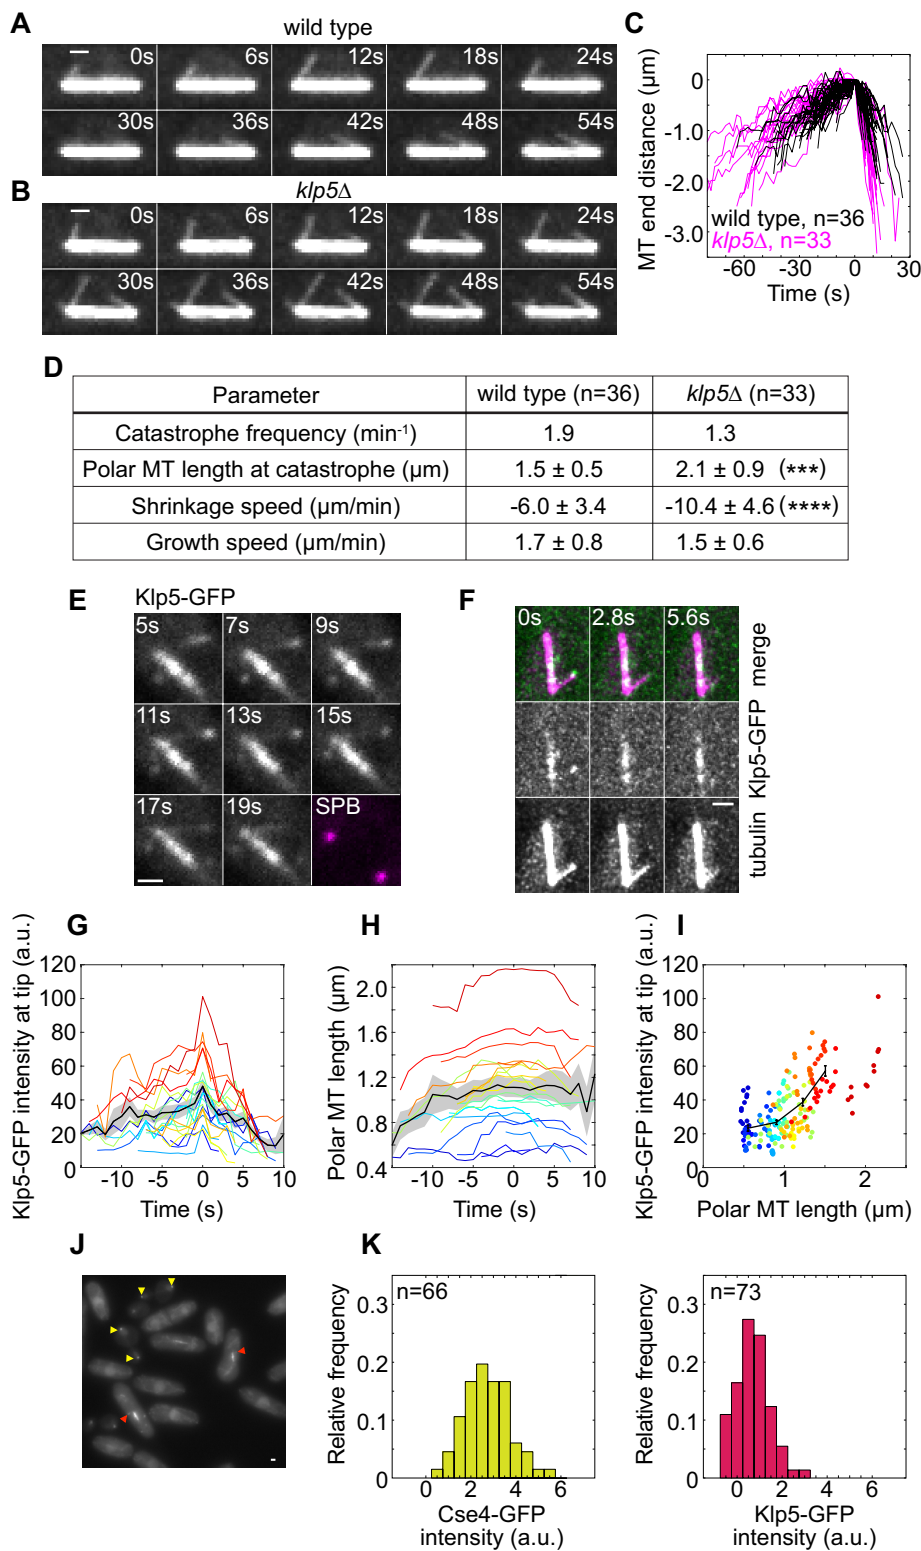 A
wild type
0s 6s 12s 18s 24s
30s 36s 42s 48s 54s
B
klp5Δ
0s 6s 12s 18s 24s
30s 36s 42s 48s 54s
C
MT end distance (μm)
0
-1.0
-2.0
-3.0
wild type, n=36
klp5Δ, n=33
-60 -30 0 30
Time (s)
D
Parameter wild type (n=36) klp5Δ (n=33)
Catastrophe frequency (min-1) 1.9 1.3
Polar MT length at catastrophe (μm) 1.5 ± 0.5 2.1 ± 0.9 (***)
Shrinkage speed (μm/min) -6.0 ± 3.4 -10.4 ± 4.6 (****)
Growth speed (μm/min) 1.7 ± 0.8 1.5 ± 0.6
E
Klp5-GFP
5s 7s 9s
11s 13s 15s
17s 19s SPB
F
0s 2.8s 5.6s
merge
Klp5-GFP
tubulin
G
Klp5-GFP intensity at tip (a.u.)
120
100
80
60
40
20
0
-10 -5 0 5 10
Time (s)
H
Polar MT length (μm)
2.0
1.6
1.2
0.8
0.4
-10 -5 0 5 10
Time (s)
I
Klp5-GFP intensity at tip (a.u.)
120
100
80
60
40
20
0
0 1 2
Polar MT length (μm)
J
K
Relative frequency
n=66
0.3
0.2
0.1
0
0 2 4 6
Cse4-GFP
intensity (a.u.)
Relative frequency
n=73
0.3
0.2
0.1
0
0 2 4 6
Klp5-GFP
intensity (a.u.)